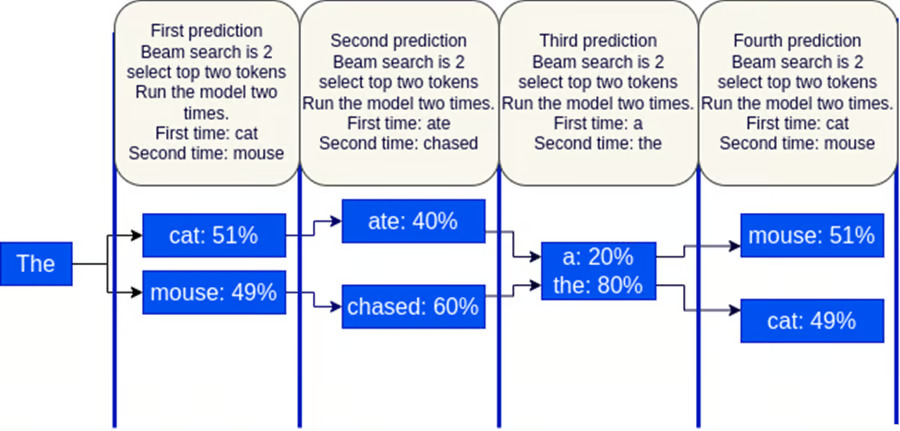 First prediction
Beam search is 2
select top two tokens
Run the model two
times.
First time: cat
Second time: mouse
Second prediction
Beam search is 2
select top two tokens
Run the model two times.
First time: ate
Second time: chased
Third prediction
Beam search is 2
select top two tokens
Run the model two times.
First time: a
Second time: the
Fourth prediction
Beam search is 2
select top two tokens
Run the model two times.
First time: cat
Second time: mouse
The
cat: 51%
mouse: 49%
ate: 40%
chased: 60%
a: 20%
the: 80%
mouse: 51%
cat: 49%